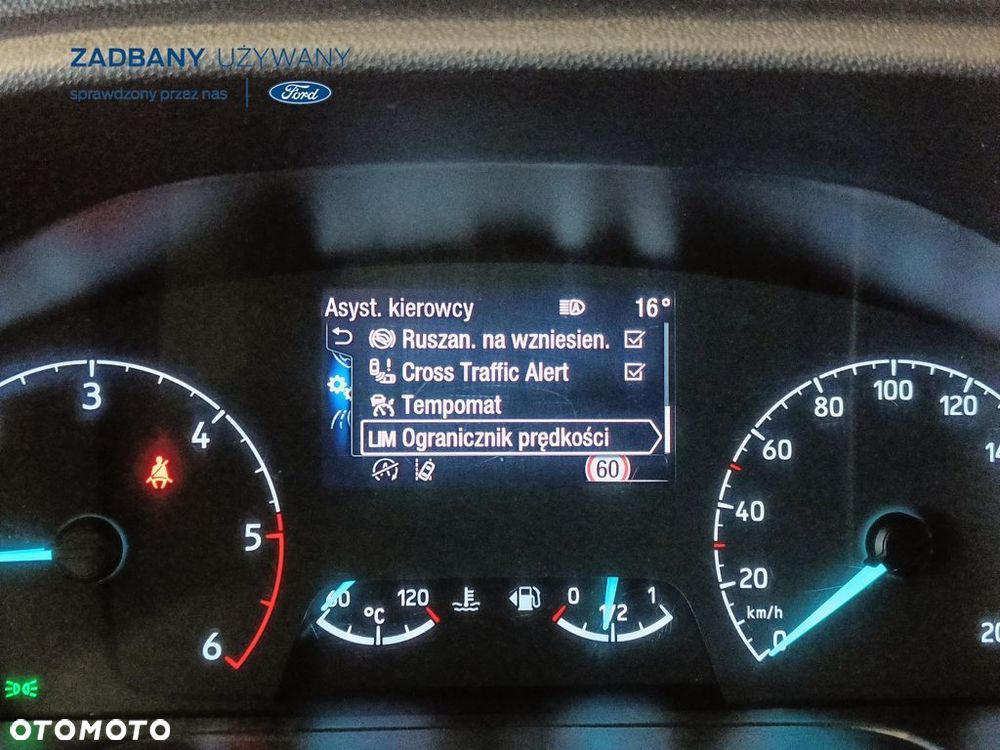 ZADBANY UŻYWANY
sprawdzony przez nas
Ford
Asyst. kierowcy A 16°
Ruszan. na wzniesien.
Cross Traffic Alert
Tempomat
LIM Ogranicznik prędkości
A 60
3
4
5
6
60 °C 120
0 1/2 1
0
20
40
60
80
100
120
km/h
OTOMOTO